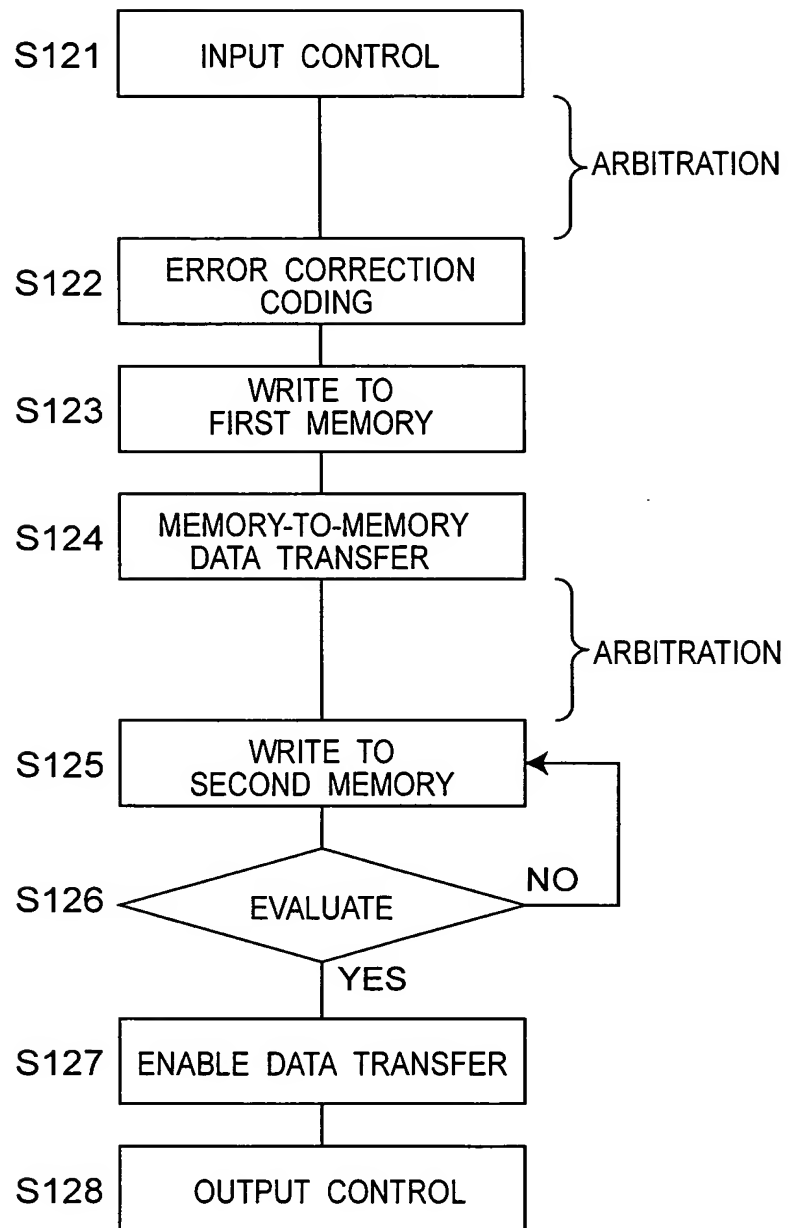 S121
INPUT CONTROL
ARBITRATION
S122
ERROR CORRECTION
CODING
S123
WRITE TO
FIRST MEMORY
S124
MEMORY-TO-MEMORY
DATA TRANSFER
ARBITRATION
S125
WRITE TO
SECOND MEMORY
S126
EVALUATE
NO
YES
S127
ENABLE DATA TRANSFER
S128
OUTPUT CONTROL